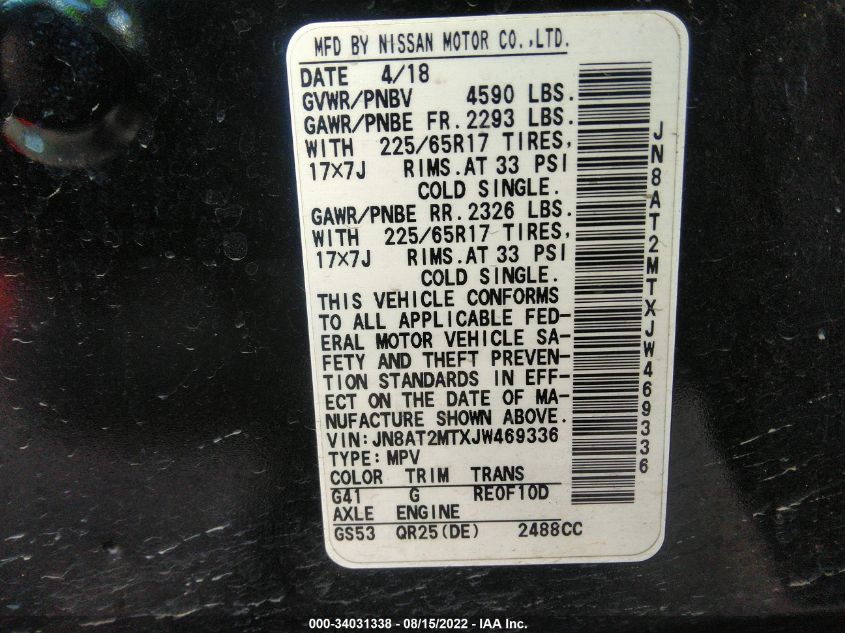 MFD BY NISSAN MOTOR CO.,LTD.
DATE 4/18
GVWR/PNBV 4590 LBS.
GAWR/PNBE FR. 2293 LBS.
WITH 225/65R17 TIRES,
17×7J RIMS. AT 33 PSI
COLD SINGLE.
GAWR/PNBE RR. 2326 LBS.
WITH 225/65R17 TIRES,
17×7J RIMS. AT 33 PSI
COLD SINGLE.
THIS VEHICLE CONFORMS
TO ALL APPLICABLE FED-
ERAL MOTOR VEHICLE SA-
FETY AND THEFT PREVEN-
TION STANDARDS IN EFF-
ECT ON THE DATE OF MA-
NUFACTURE SHOWN ABOVE.
VIN:JN8AT2MTXJW469336
TYPE: MPV
COLOR TRIM TRANS
G41 G RE0F10D
AXLE ENGINE
GS53 QR25(DE) 2488CC
JN8AT2MTXJW469336
000-34031338 - 08/15/2022 - IAA Inc.